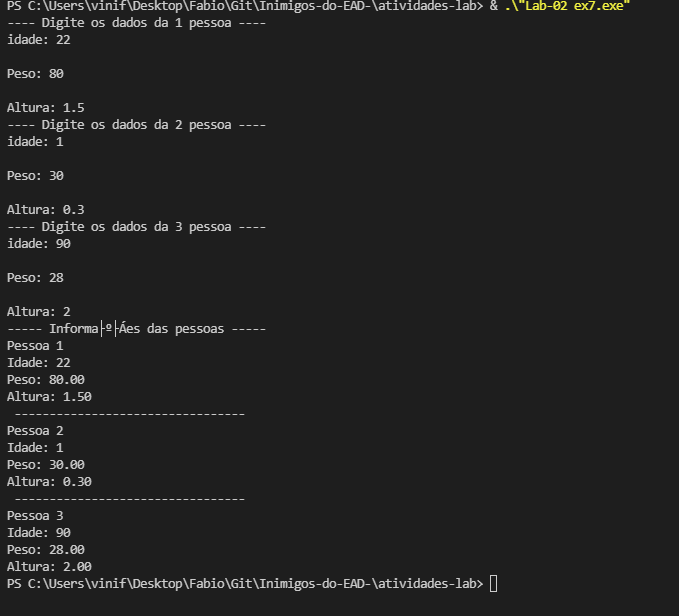 PS C:\Users\vinif\Desktop\Fabio\Git\Inimigos-do-EAD-\atividades-lab> & .\"Lab-02 ex7.exe"
---- Digite os dados da 1 pessoa ----
idade: 22
Peso: 80
Altura: 1.5
---- Digite os dados da 2 pessoa ----
idade: 1
Peso: 30
Altura: 0.3
---- Digite os dados da 3 pessoa ----
idade: 90
Peso: 28
Altura: 2
----- Informa├º├Áes das pessoas -----
Pessoa 1
Idade: 22
Peso: 80.00
Altura: 1.50
---------------------------------
Pessoa 2
Idade: 1
Peso: 30.00
Altura: 0.30
---------------------------------
Pessoa 3
Idade: 90
Peso: 28.00
Altura: 2.00
PS C:\Users\vinif\Desktop\Fabio\Git\Inimigos-do-EAD-\atividades-lab>